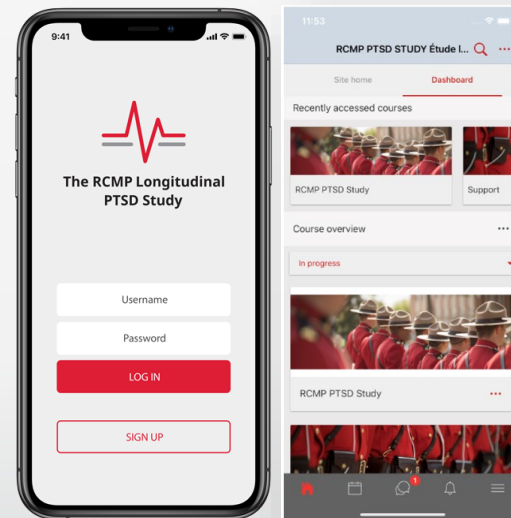 9:41
The RCMP Longitudinal
PTSD Study
Username
Password
LOG IN
SIGN UP
11:53
RCMP PTSD STUDY Étude l...
Site home
Dashboard
Recently accessed courses
RCMP PTSD Study
Support
Course overview
In progress
RCMP PTSD Study
1